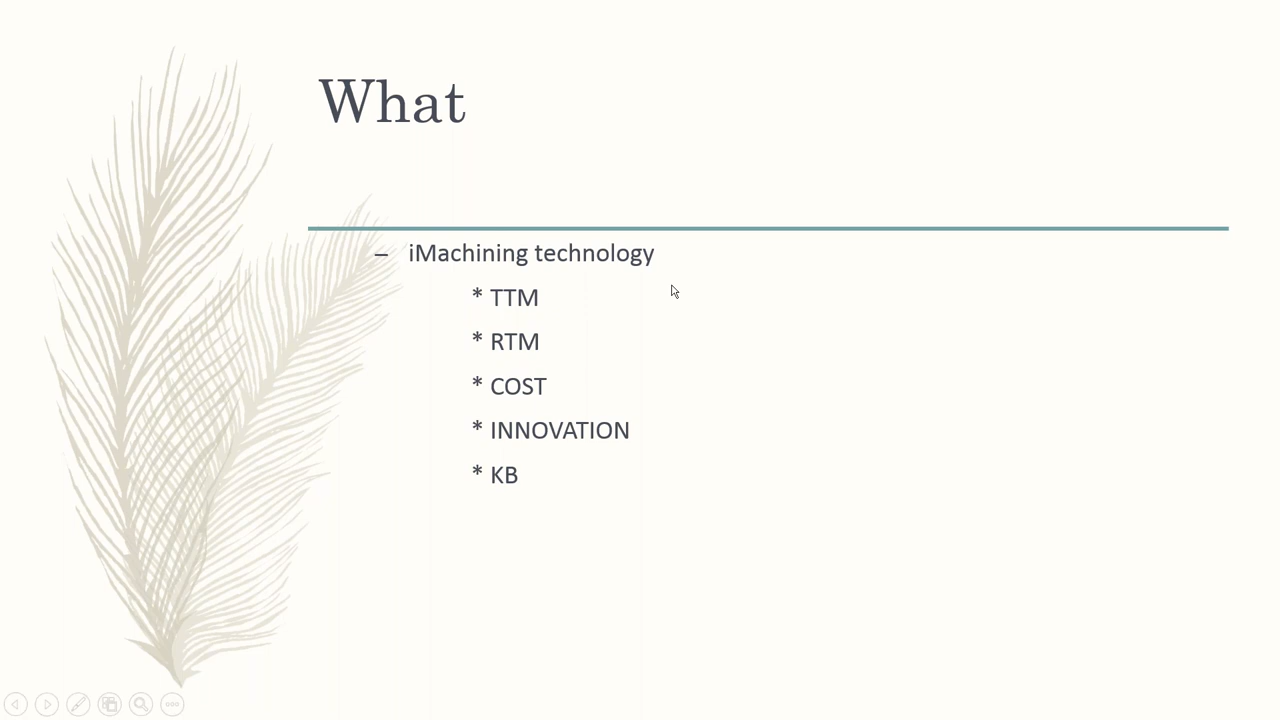 What
– iMachining technology
* TTM
* RTM
* COST
* INNOVATION
* KB